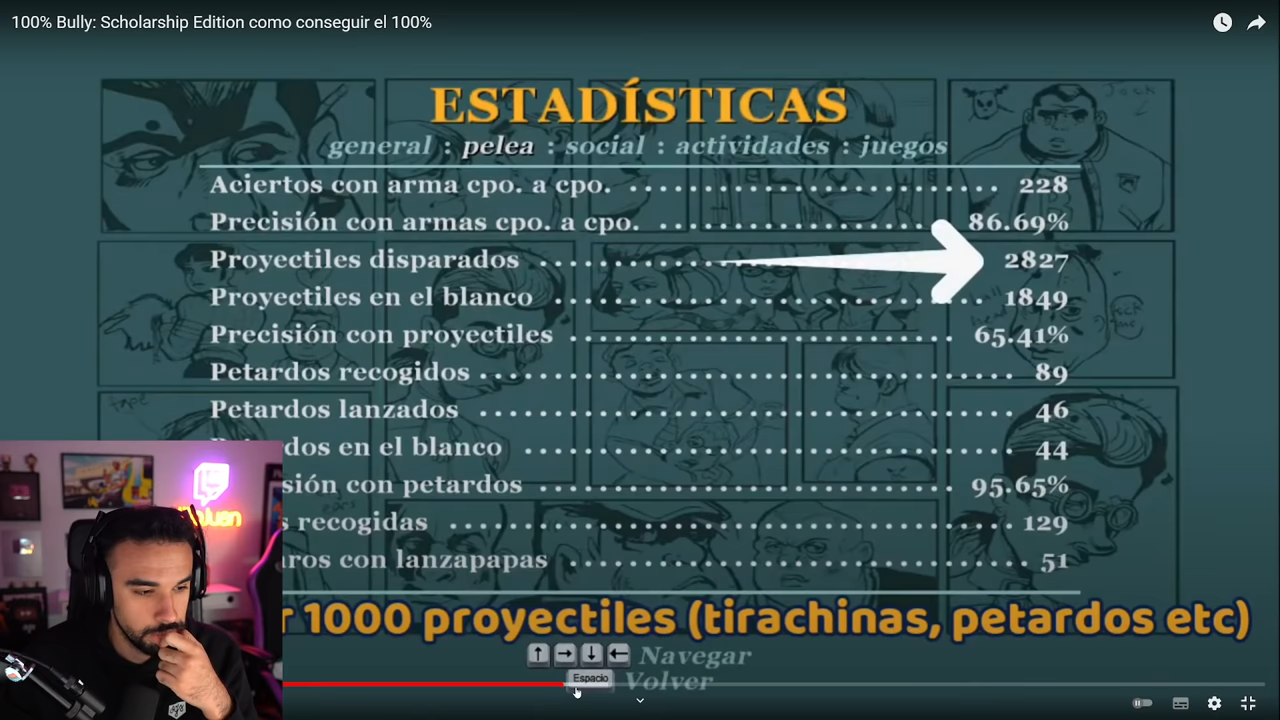 100% Bully: Scholarship Edition como conseguir el 100%
ESTADÍSTICAS
general : pelea : social : actividades : juegos
Aciertos con arma cpo. a cpo. 228
Precisión con armas cpo. a cpo. 86.69%
Proyectiles disparados 2827
Proyectiles en el blanco 1849
Precisión con proyectiles 65.41%
Petardos recogidos 89
Petardos lanzados 46
dos en el blanco 44
sión con petardos 95.65%
s recogidas 129
aros con lanzapapas 51
r 1000 proyectiles (tirachinas, petardos etc)
Navegar
Espacio Volver